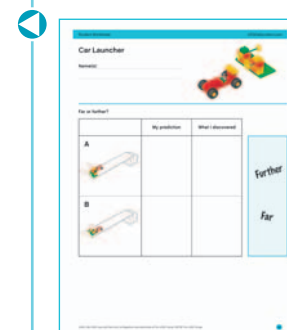 Car Launcher
Name(s):
Far or further?
My prediction
What I discovered
A
B
Further
Far